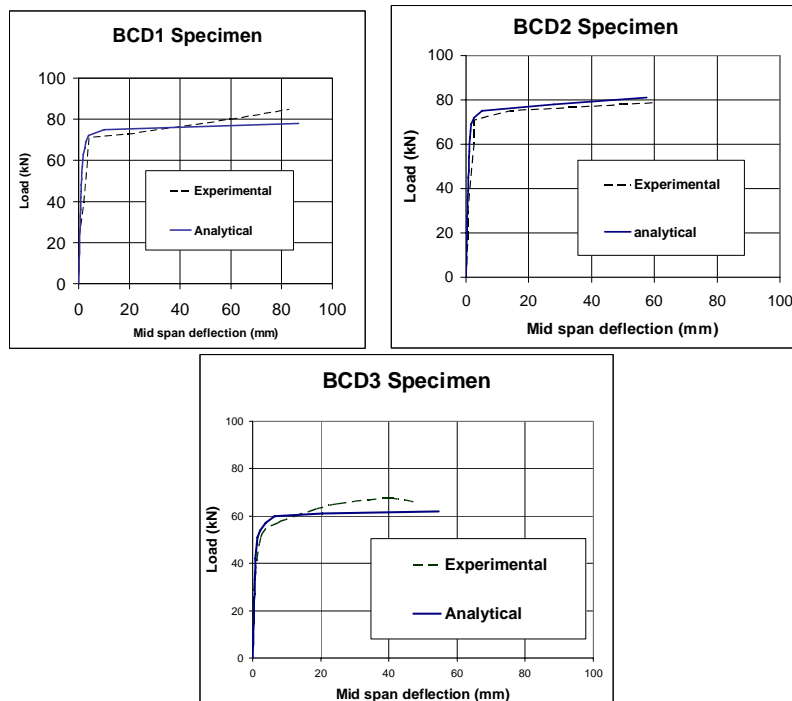 BCD1 Specimen
100
80
60
40
20
0
Load (kN)
Experimental
Analytical
0 20 40 60 80 100
Mid span deflection (mm)
BCD2 Specimen
100
80
60
40
20
0
Load (kN)
Experimental
analytical
0 20 40 60 80 100
Mid span deflection (mm)
BCD3 Specimen
100
80
60
40
20
0
Load (kN)
Experimental
Analytical
0 20 40 60 80 100
Mid span deflection (mm)